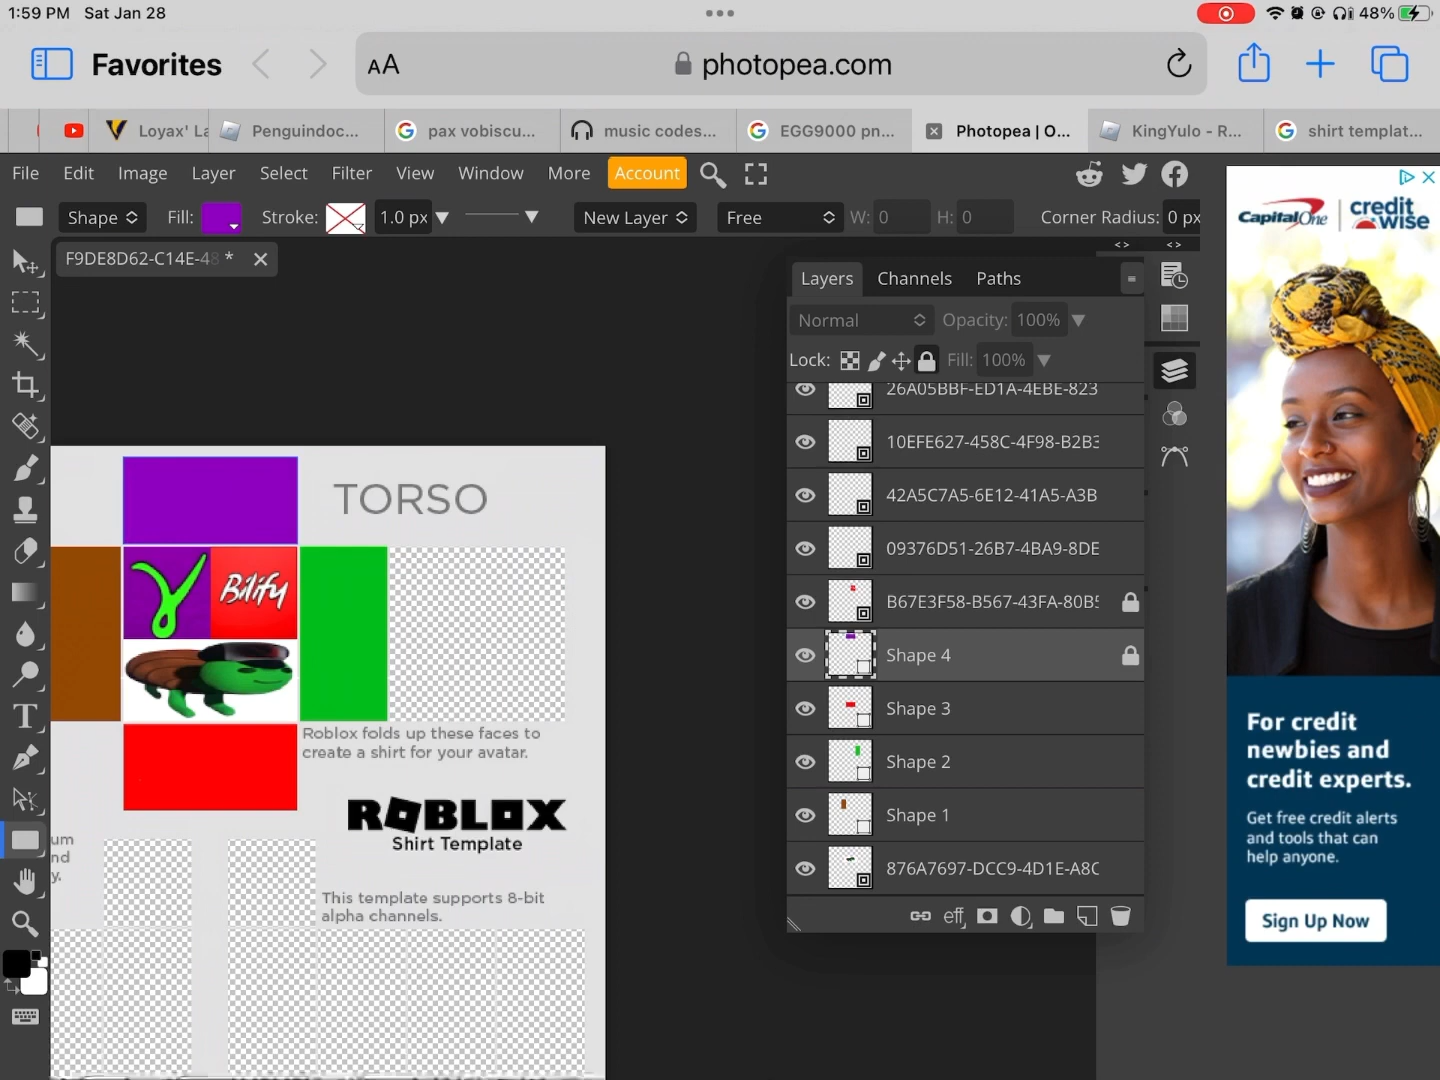 1:59 PM Sat Jan 28
48%
Favorites
AA
photopea.com
Loyax' La
Penguindoc...
pax vobiscu...
music codes...
EGG9000 pn...
Photopea | O...
KingYulo - R...
shirt templat...
File Edit Image Layer Select Filter View Window More Account
Shape Fill: Stroke: 1.0 px New Layer Free W: 0 H: 0 Corner Radius: 0 px
F9DE8D62-C14E-48 *
Layers Channels Paths
Normal Opacity: 100%
Lock: Fill: 100%
26A05BBF-ED1A-4EBE-823
10EFE627-458C-4F98-B2B3
42A5C7A5-6E12-41A5-A3B
09376D51-26B7-4BA9-8DE
B67E3F58-B567-43FA-80B5
Shape 4
Shape 3
Shape 2
Shape 1
876A7697-DCC9-4D1E-A8C
eff
TORSO
Bilify
Roblox folds up these faces to
create a shirt for your avatar.
ROBLOX
Shirt Template
um
nd
y.
This template supports 8-bit
alpha channels.
T
Capital One
credit
wise
For credit
newbies and
credit experts.
Get free credit alerts
and tools that can
help anyone.
Sign Up Now